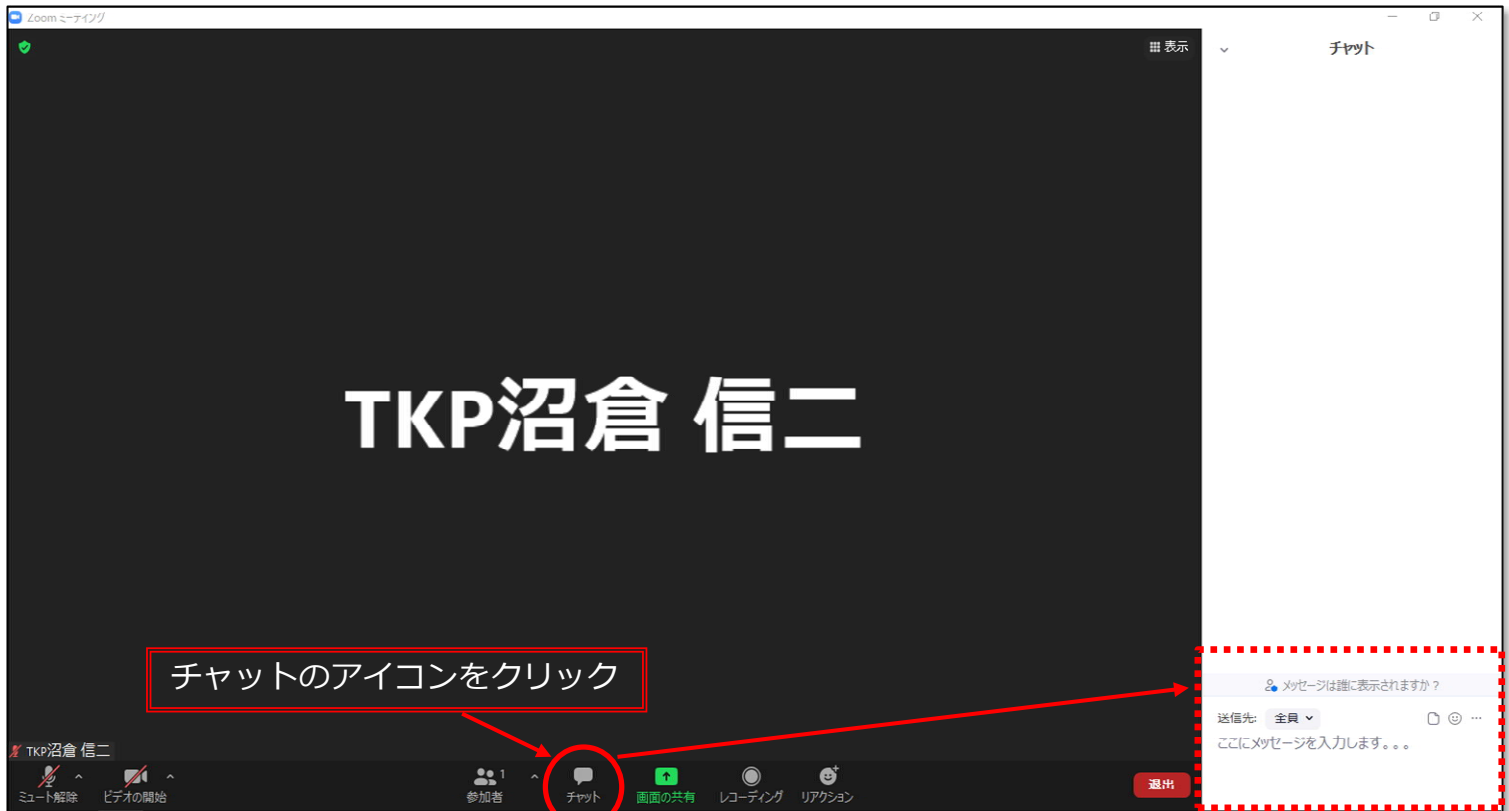 Zoom ミーティング
表示
チャット
TKP沼倉 信二
チャットのアイコンをクリック
メッセージは誰に表示されますか？
送信先: 全員
ここにメッセージを入力します。。。
TKP沼倉 信二
ミュート解除
ビデオの開始
1
参加者
チャット
画面の共有
レコーディング
リアクション
退出